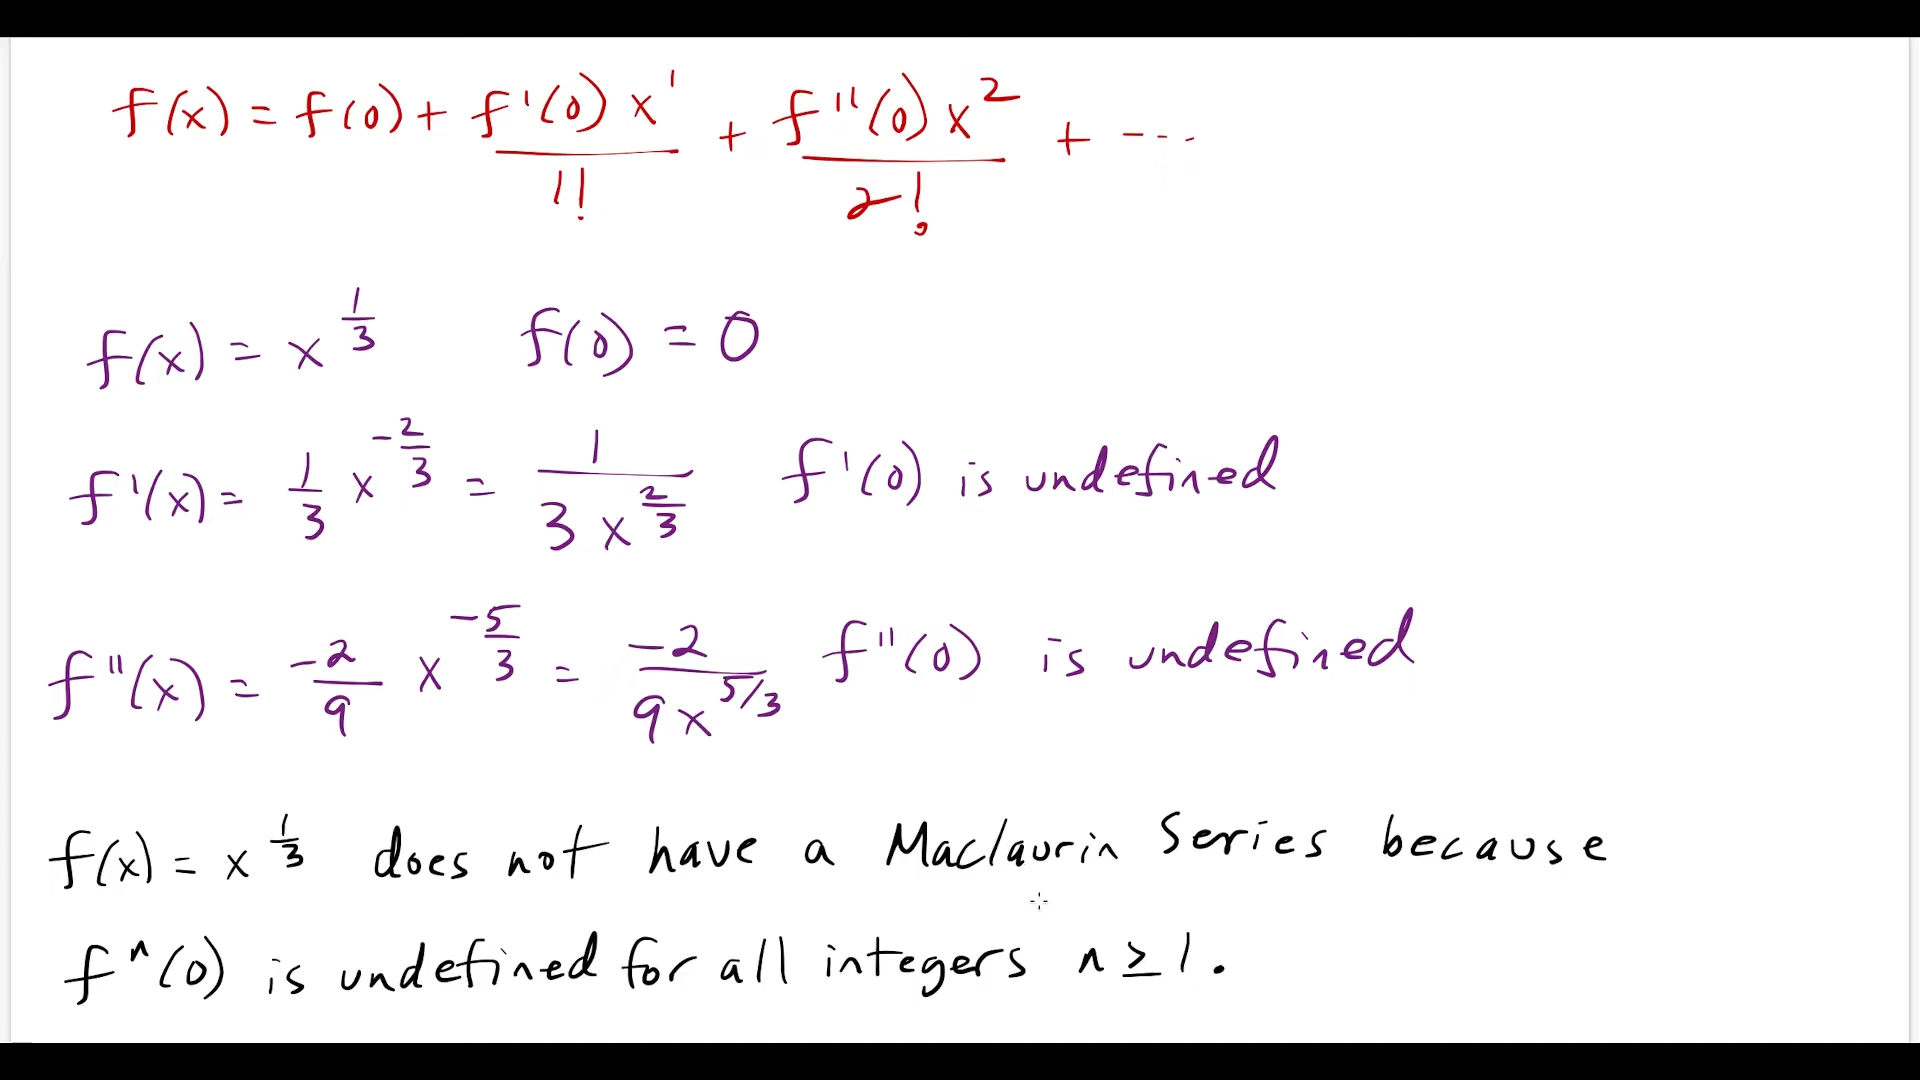 f(x) = f(0) + f'(0) x^1 / 1! + f''(0) x^2 / 2! + ---
f(x) = x^(1/3) f(0) = 0
f'(x) = 1/3 x^(-2/3) = 1 / (3 x^(2/3)) f'(0) is undefined
f''(x) = -2/9 x^(-5/3) = -2 / (9x^(5/3)) f''(0) is undefined
f(x) = x^(1/3) does not have a Maclaurin Series because
f^n(0) is undefined for all integers n ≥ 1.